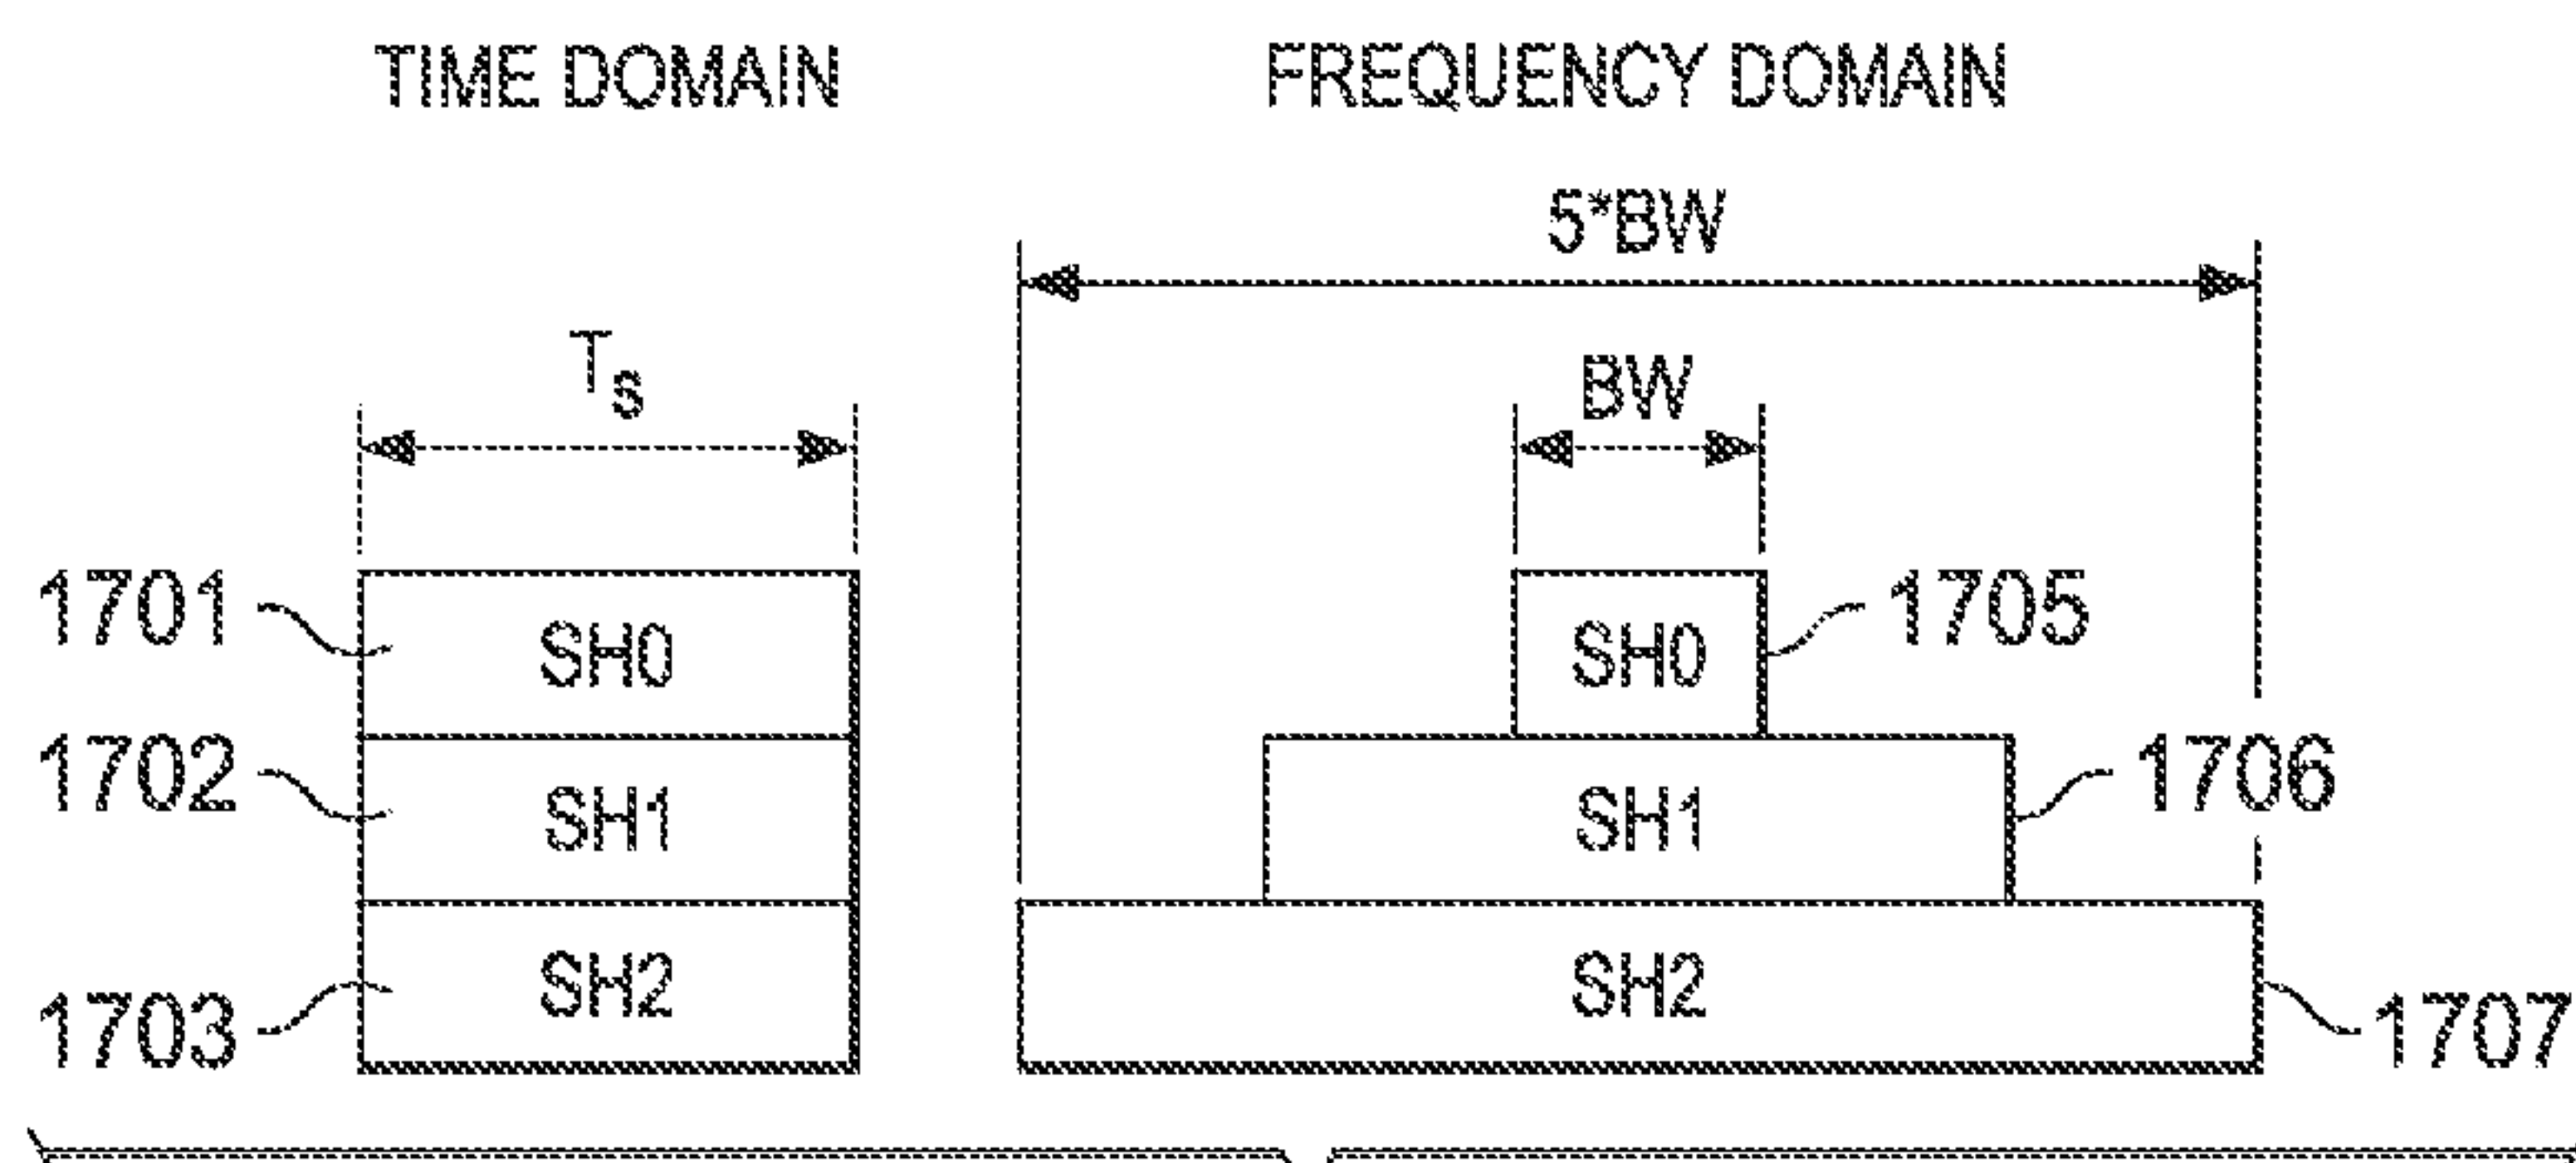 TIME DOMAIN FREQUENCY DOMAIN
5*BW
Ts BW
1701 SH0 SH0 1705
1702 SH1 SH1 1706
1703 SH2 SH2 1707